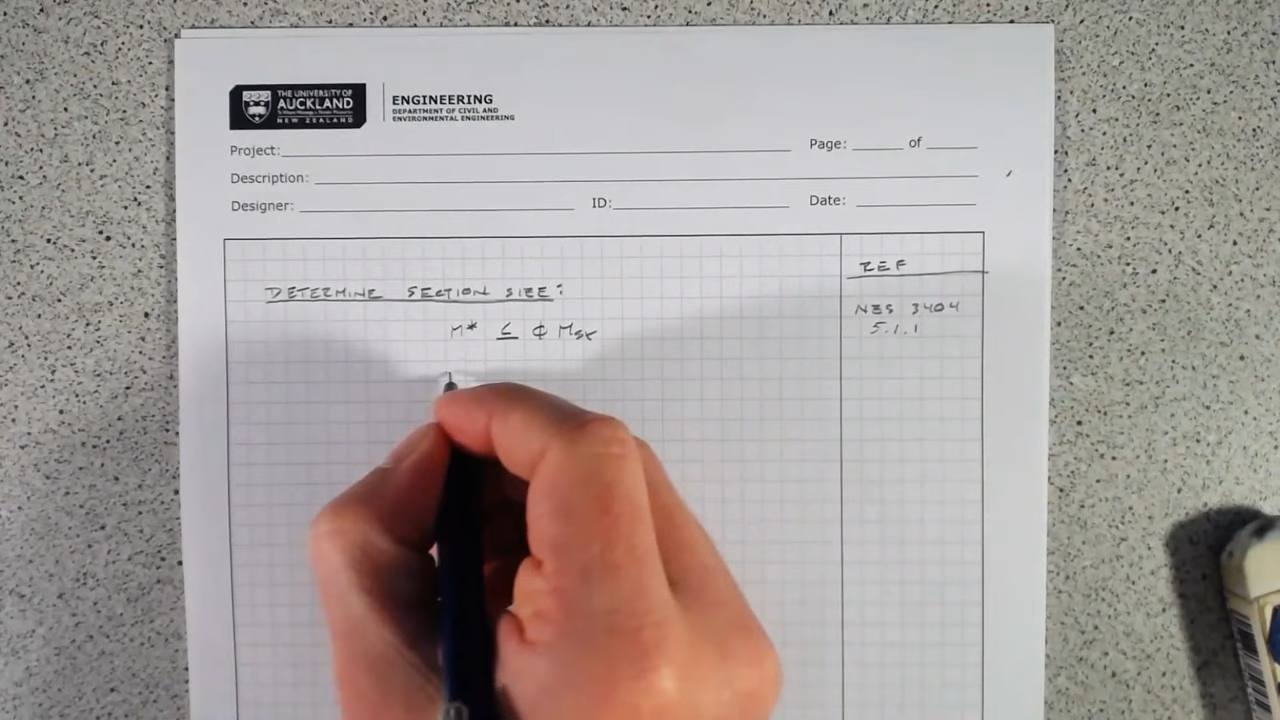 THE UNIVERSITY OF
AUCKLAND
NEW ZEALAND
ENGINEERING
DEPARTMENT OF CIVIL AND
ENVIRONMENTAL ENGINEERING
Project:
Page: of
Description:
Designer: ID: Date:
REF
DETERMINE SECTION SIZE:
NZS 3404
5.1.1
M* ≤ φ Msx